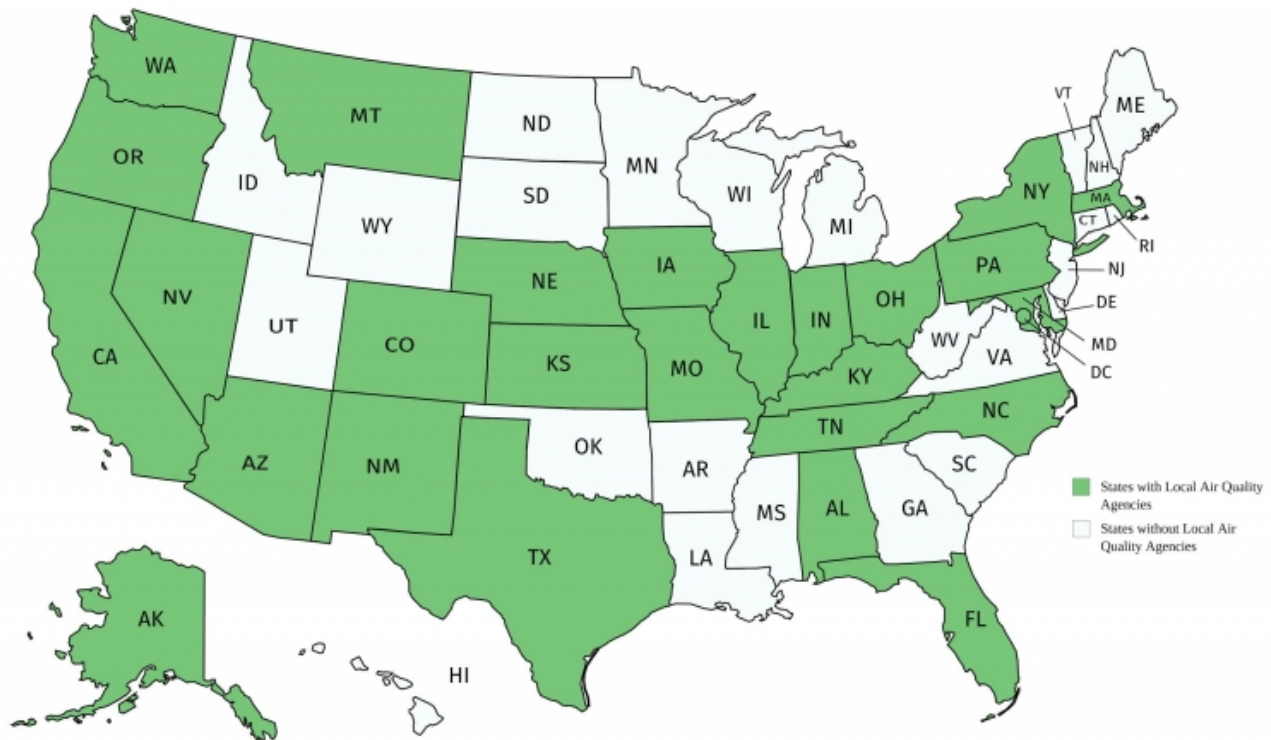 WA
MT
ND
MN
VT
ME
OR
ID
SD
WI
NH
NY
MA
WY
MI
CT
RI
NV
UT
NE
IA
PA
NJ
CA
CO
IL
IN
OH
DE
KS
MO
WV
VA
MD
DC
KY
AZ
NM
OK
TN
NC
AR
SC
TX
LA
MS
AL
GA
States with Local Air Quality
Agencies
States without Local Air
Quality Agencies
AK
HI
FL